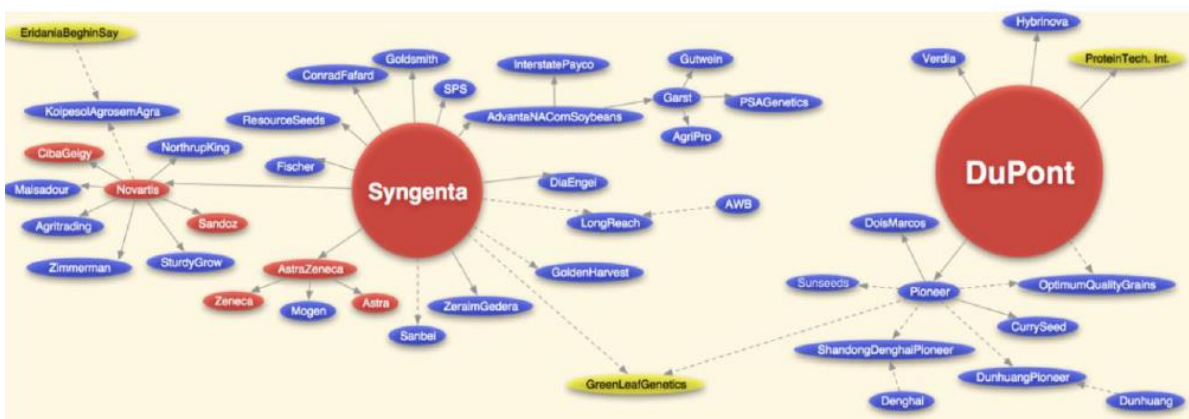 EridaniaBeghinSay
Hybrinova
Goldsmith
InterstatePayco
Gutwein
Verdia
ProteinTech. Int.
ConradFafard
SPS
Garst
PSAGenetics
KoipesolAgrosemAgra
ResourceSeeds
AdvantaNAComSoybeans
AgriPro
CibaGeigy
NorthrupKing
Fischer
DuPont
Maisadour
Novartis
Syngenta
DiaEngei
AWB
Agritrading
Sandoz
LongReach
DoisMarcos
Zimmerman
SturdyGrow
AstraZeneca
GoldenHarvest
Sunseeds
Pioneer
OptimumQualityGrains
Zeneca
Mogen
Astra
ZeraimGedera
CurrySeed
Sanbei
ShandongDenghaiPioneer
GreenLeafGenetics
DunhuangPioneer
Denghai
Dunhuang